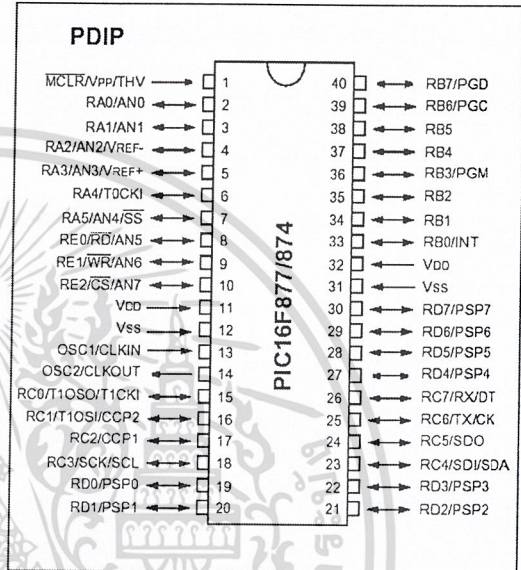 PDIP
MCLR/VPP/THV 1 40 RB7/PGD
RA0/AN0 2 39 RB6/PGC
RA1/AN1 3 38 RB5
RA2/AN2/VREF- 4 37 RB4
RA3/AN3/VREF+ 5 36 RB3/PGM
RA4/T0CKI 6 35 RB2
RA5/AN4/SS 7 34 RB1
RE0/RD/AN5 8 33 RB0/INT
RE1/WR/AN6 9 32 VDD
RE2/CS/AN7 10 31 VSS
VDD 11 30 RD7/PSP7
VSS 12 29 RD6/PSP6
OSC1/CLKIN 13 28 RD5/PSP5
OSC2/CLKOUT 14 27 RD4/PSP4
RC0/T1OSO/T1CKI 15 26 RC7/RX/DT
RC1/T1OSI/CCP2 16 25 RC6/TX/CK
RC2/CCP1 17 24 RC5/SDO
RC3/SCK/SCL 18 23 RC4/SDI/SDA
RD0/PSP0 19 22 RD3/PSP3
RD1/PSP1 20 21 RD2/PSP2
PIC16F877/874